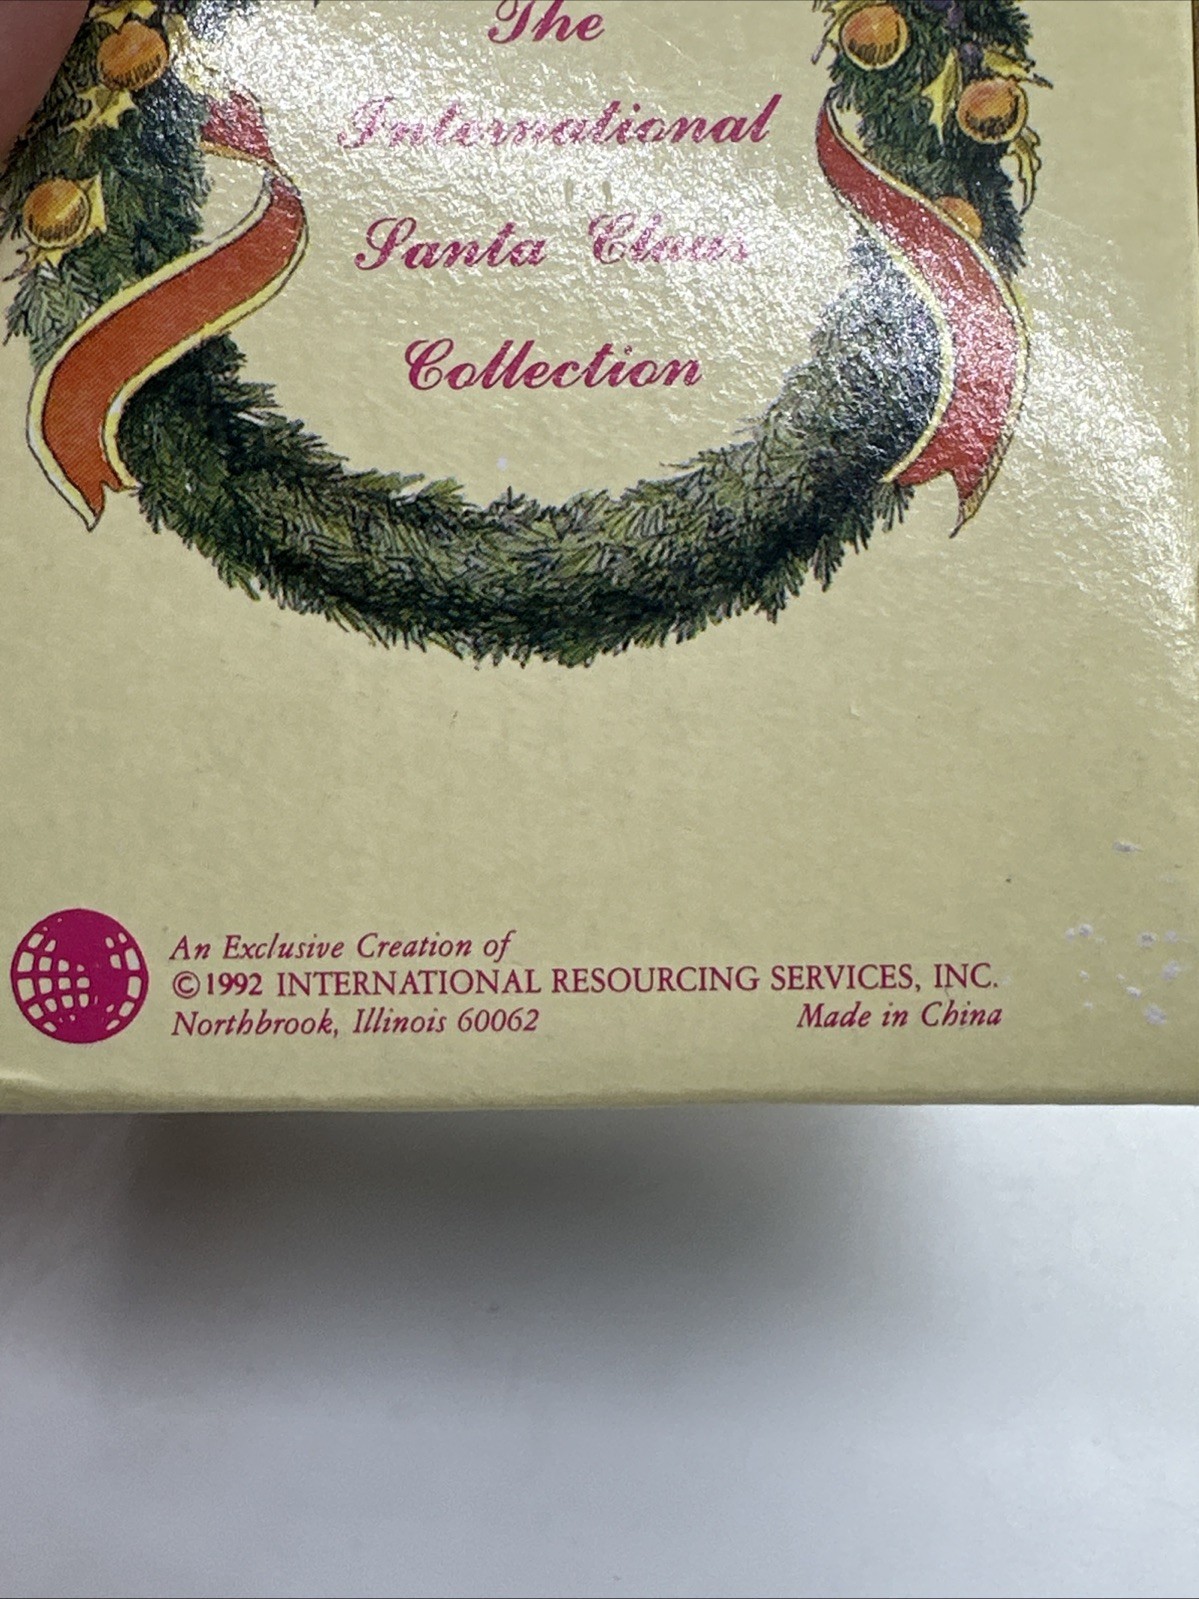 The
International
Santa Claus
Collection
An Exclusive Creation of
©1992 INTERNATIONAL RESOURCING SERVICES, INC.
Northbrook, Illinois 60062 Made in China